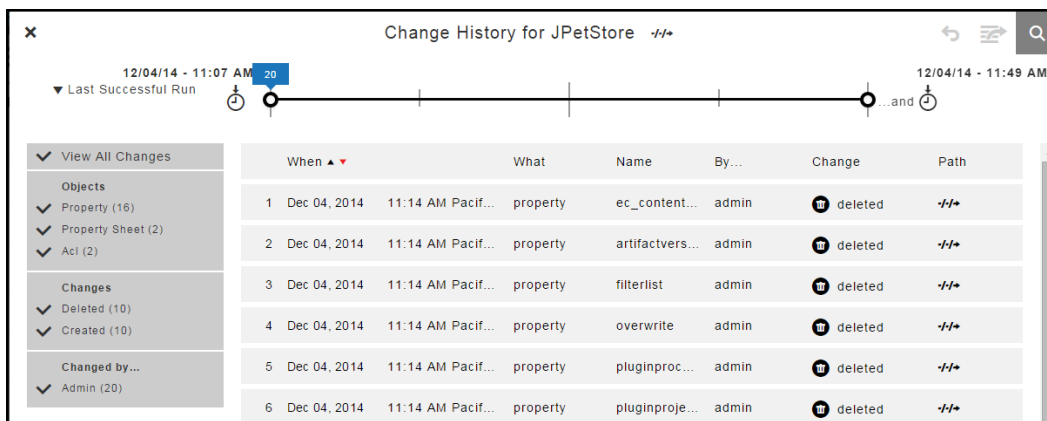 Change History for JPetStore
12/04/14 - 11:07 AM
20
12/04/14 - 11:49 AM
▼ Last Successful Run
...and
View All Changes
Objects
Property (16)
Property Sheet (2)
Acl (2)
Changes
Deleted (10)
Created (10)
Changed by...
Admin (20)
When ▲ ▼ What Name By... Change Path
1 Dec 04, 2014 11:14 AM Pacif... property ec_content... admin deleted
2 Dec 04, 2014 11:14 AM Pacif... property artifactvers... admin deleted
3 Dec 04, 2014 11:14 AM Pacif... property filterlist admin deleted
4 Dec 04, 2014 11:14 AM Pacif... property overwrite admin deleted
5 Dec 04, 2014 11:14 AM Pacif... property pluginproc... admin deleted
6 Dec 04, 2014 11:14 AM Pacif... property pluginproje... admin deleted